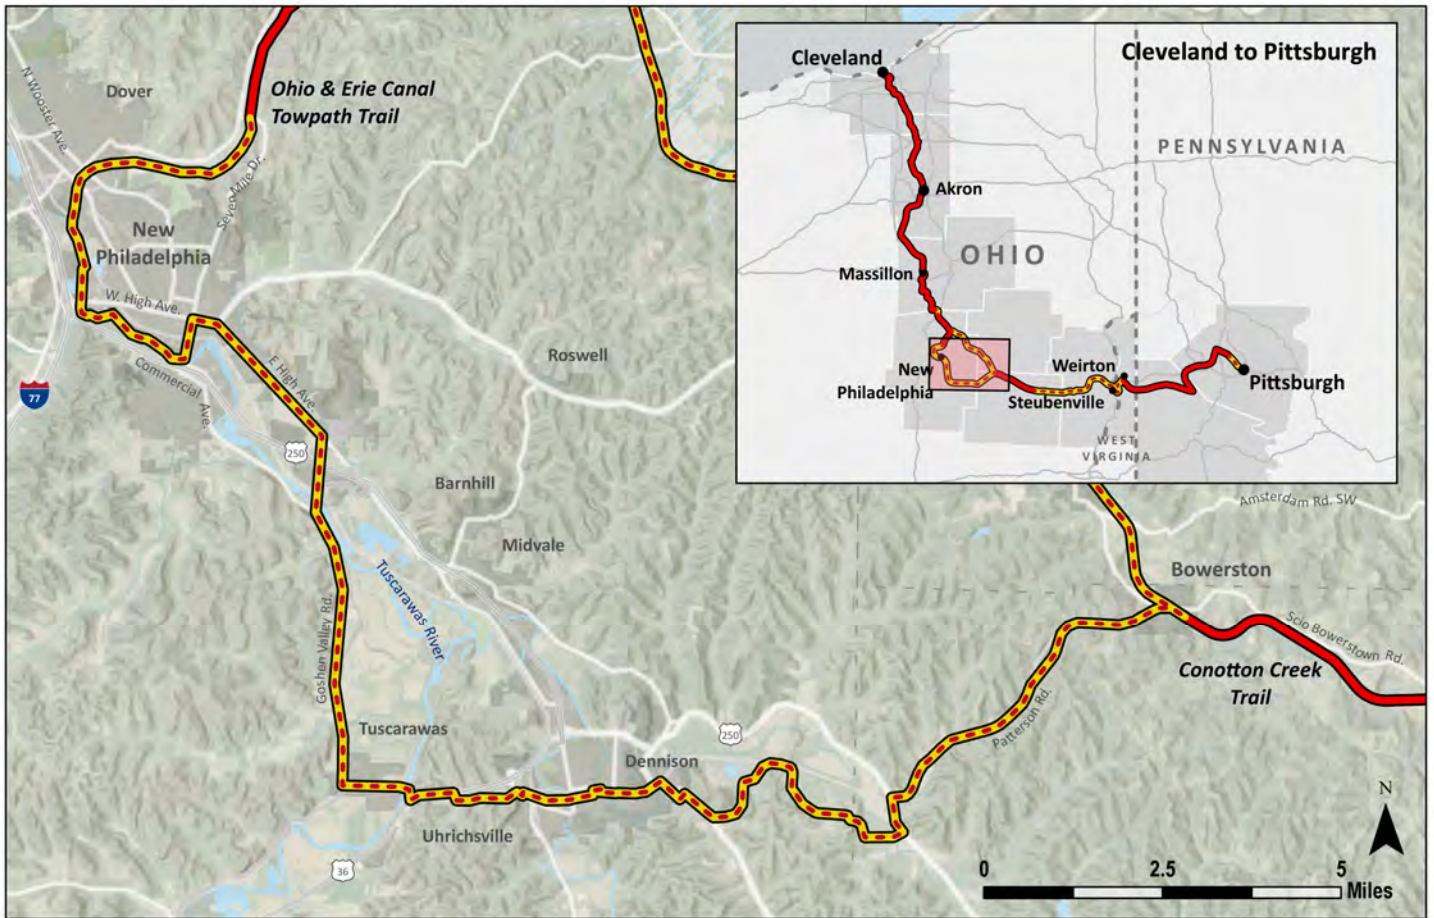 Cleveland to Pittsburgh
Cleveland
PENNSYLVANIA
Akron
OHIO
Massillon
New
Philadelphia
Weirton
Steubenville
Pittsburgh
WEST
VIRGINIA
Dover
N Wooster Ave.
Ohio & Erie Canal
Towpath Trail
Seven Mile Dr.
New
Philadelphia
W. High Ave.
E High Ave
Commercial Ave.
77
250
Roswell
Barnhill
Midvale
Tuscarawas River
Goshen Valley Rd.
Tuscarawas
Amsterdam Rd. SW
Bowerston
Scio Bowerstown Rd.
Conotton Creek
Trail
Patterson Rd.
250
Dennison
Uhrichsville
36
N
0 2.5 5
Miles